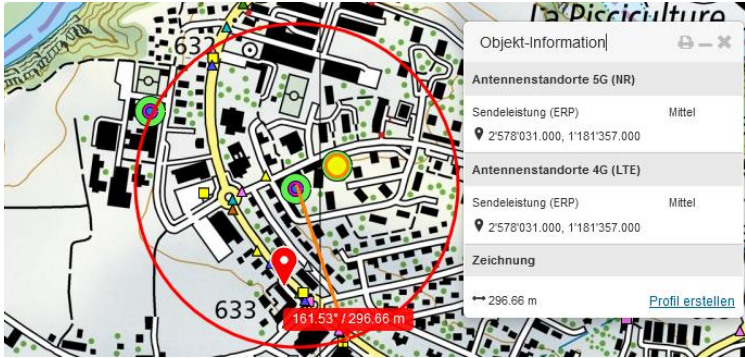 La Pisciculture
632
633
161.53° / 296.66 m
Objekt-Information
Antennenstandorte 5G (NR)
Sendeleistung (ERP) Mittel
2'578'031.000, 1'181'357.000
Antennenstandorte 4G (LTE)
Sendeleistung (ERP) Mittel
2'578'031.000, 1'181'357.000
Zeichnung
296.66 m Profil erstellen